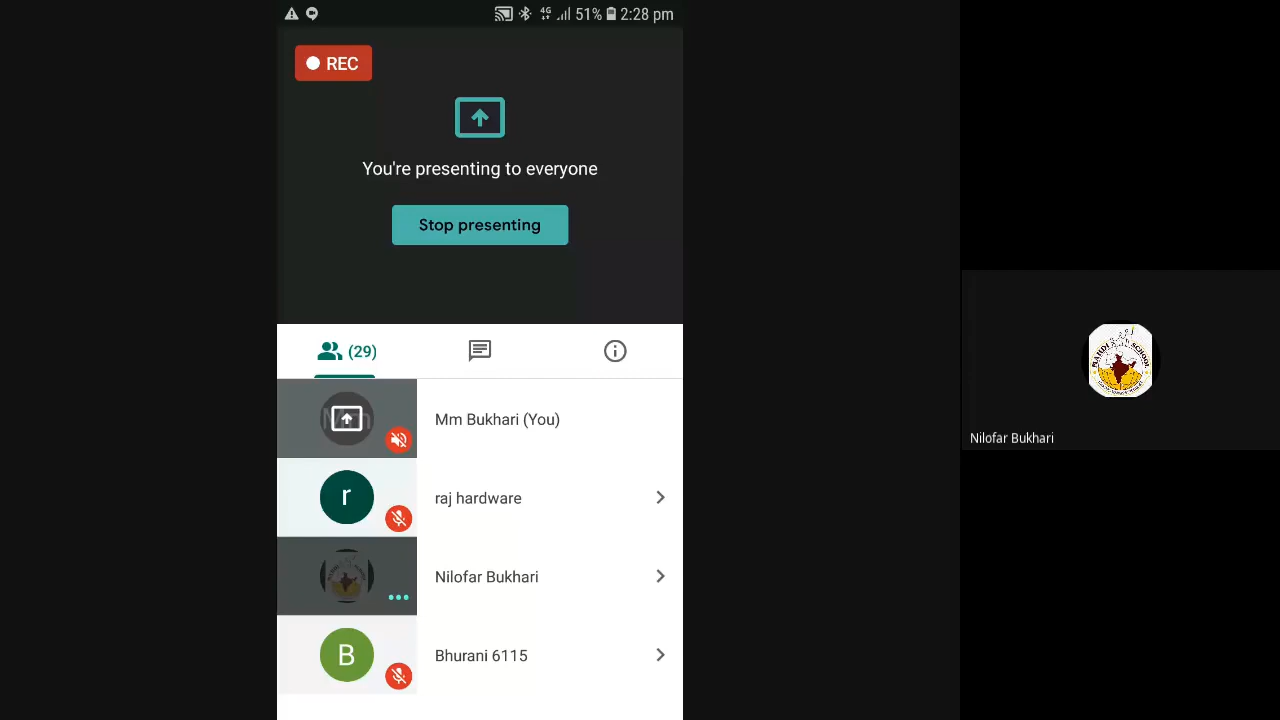 4G 51% 2:28 pm
REC
You're presenting to everyone
Stop presenting
(29)
Mm Bukhari (You)
r
raj hardware
Nilofar Bukhari
B
Bhurani 6115
Nilofar Bukhari